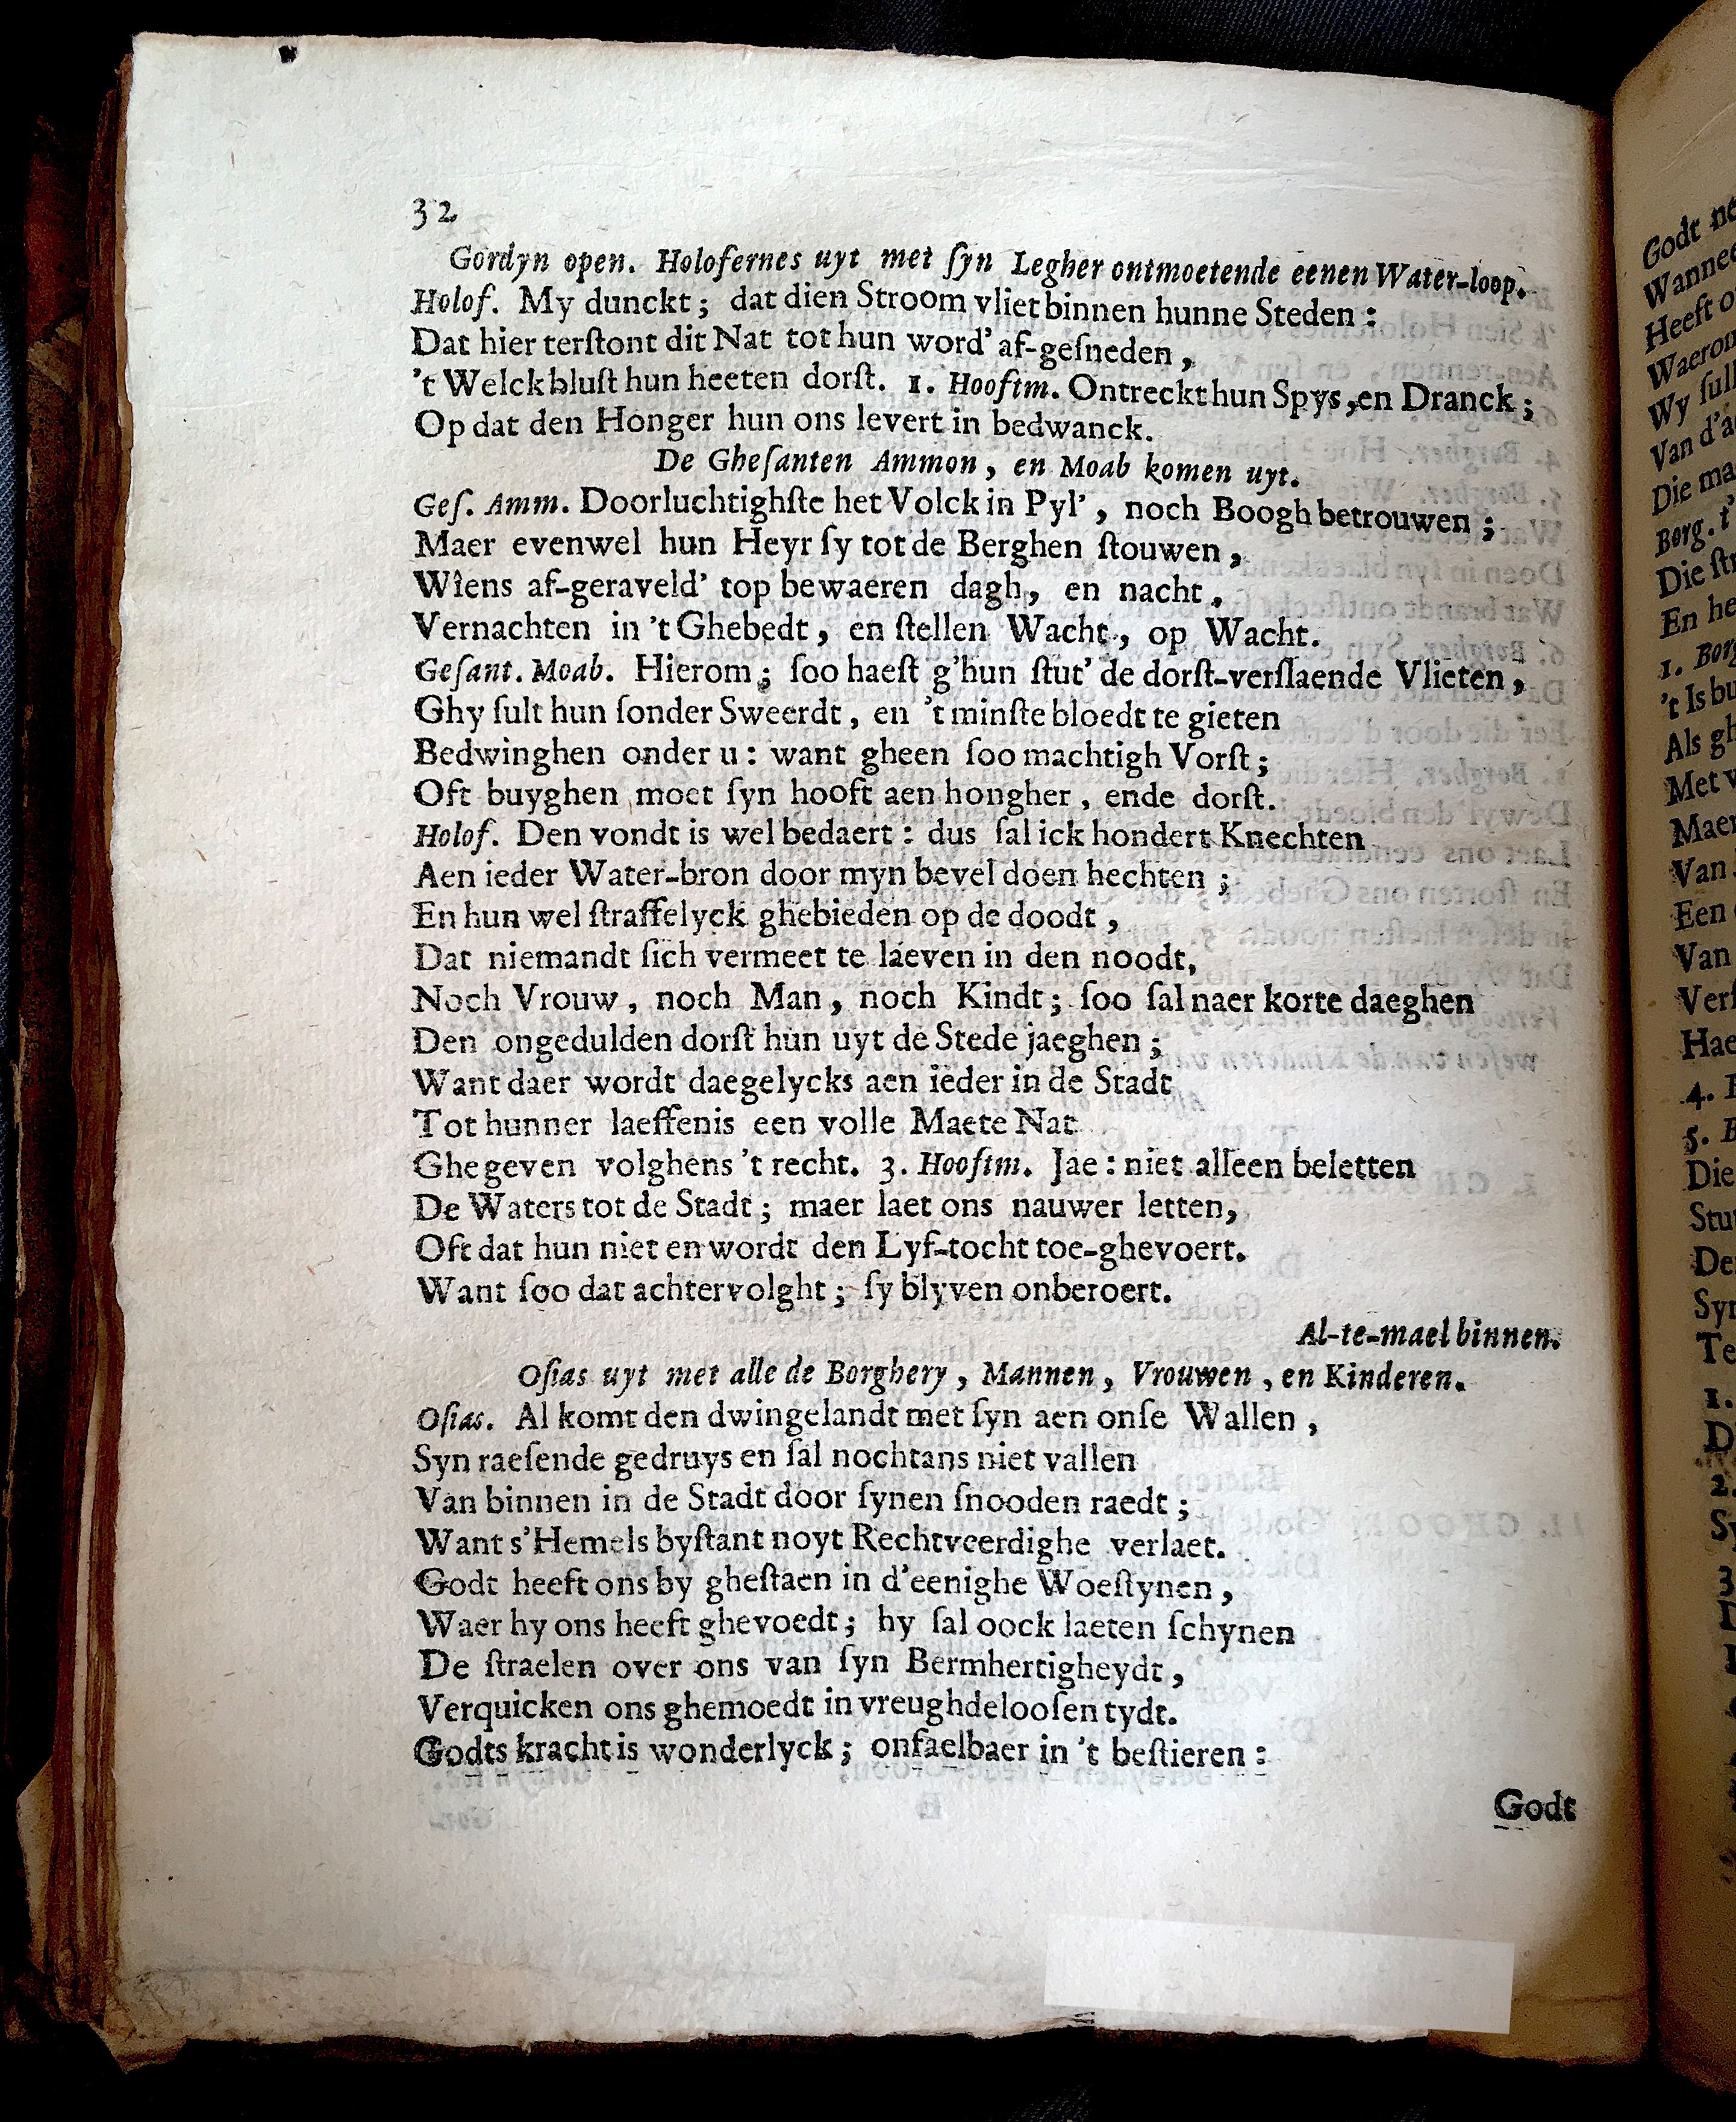 32
Gordyn open. Holofernes uyt met ſyn Legher ontmoetende eenen Water-loop.
Holof. My dunckt; dat dien Stroom vliet binnen hunne Steden:
Dat hier terſtont dit Nat tot hun word' af-geſneden,
't Welck bluſt hun heeten dorſt. 1. Hooftm. Ontreckt hun Spys, en Dranck;
Op dat den Honger hun ons levert in bedwanck.
De Gheſanten Ammon, en Moab komen uyt.
Geſ. Amm. Doorluchtighſte het Volck in Pyl', noch Boogh betrouwen;
Maer evenwel hun Heyr ſy tot de Berghen ſtouwen,
Wiens af-geraveld' top bewaeren dagh, en nacht,
Vernachten in 't Ghebedt, en ſtellen Wacht, op Wacht.
Geſant. Moab. Hierom; ſoo haeſt g'hun ſtut' de dorſt-verſlaende Vlieten,
Ghy ſult hun ſonder Sweerdt, en 't minſte bloedt te gieten
Bedwinghen onder u: want gheen ſoo machtigh Vorſt;
Oft buyghen moet ſyn hooft aen hongher, ende dorſt.
Holof. Den vondt is wel bedaert: dus ſal ick hondert Knechten
Aen ieder Water-bron door myn bevel doen hechten;
En hun wel ſtraffelyck ghebieden op de doodt,
Dat niemandt ſich vermeet te laeven in den noodt,
Noch Vrouw, noch Man, noch Kindt; ſoo ſal naer korte daeghen
Den ongedulden dorſt hun uyt de Stede jaeghen;
Want daer wordt daegelycks aen ieder in de Stadt
Tot hunner laeffenis een volle Maete Nat
Ghegeven volghens 't recht. 3. Hooftm. Jae: niet alleen beletten
De Waters tot de Stadt; maer laet ons nauwer letten,
Oft dat hun niet en wordt den Lyf-tocht toe-ghevoert.
Want ſoo dat achtervolght; ſy blyven onberoert.
Al-te-mael binnen.
Oſias uyt met alle de Borghery, Mannen, Vrouwen, en Kinderen.
Oſias. Al komt den dwingelandt met ſyn aen onſe Wallen,
Syn raeſende gedruys en ſal nochtans niet vallen
Van binnen in de Stadt door ſynen ſnooden raedt;
Want s'Hemels byſtant noyt Rechtveerdighe verlaet.
Godt heeft ons by gheſtaen in d'eenighe Woeſtynen,
Waer hy ons heeft ghevoedt; hy ſal oock laeten ſchynen
De ſtraelen over ons van ſyn Bermhertigheydt,
Verquicken ons ghemoedt in vreughdelooſen tydt.
Godts kracht is wonderlyck; onfaelbaer in 't beſtieren:
Godt